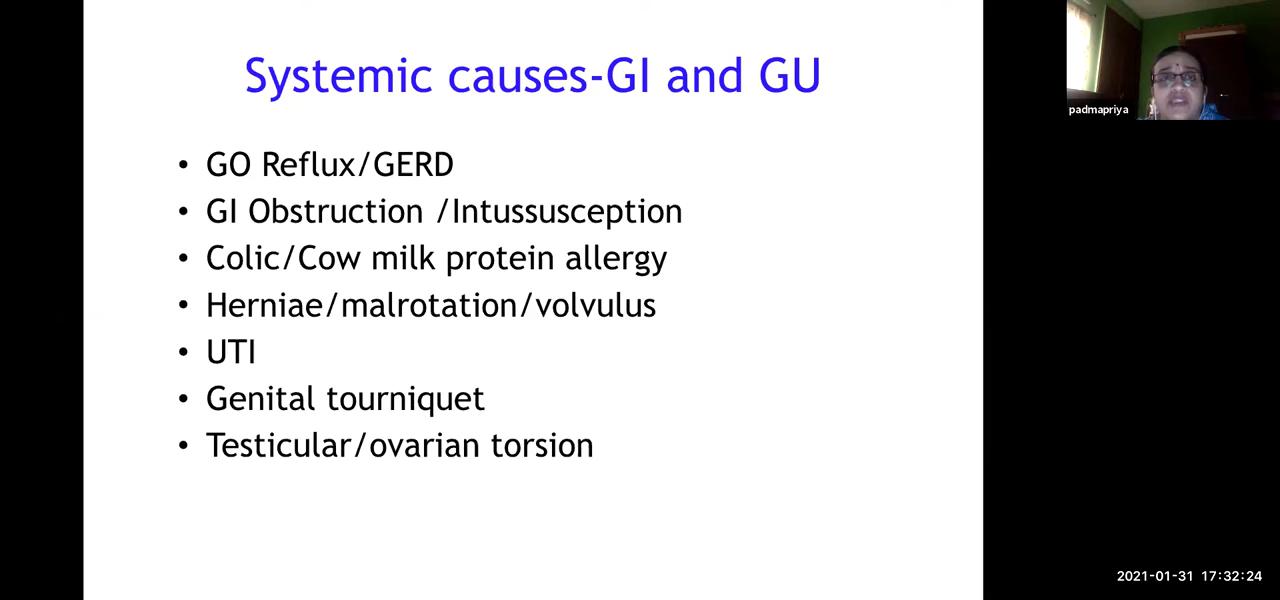 Systemic causes-GI and GU
• GO Reflux/GERD
• GI Obstruction /Intussusception
• Colic/Cow milk protein allergy
• Herniae/malrotation/volvulus
• UTI
• Genital tourniquet
• Testicular/ovarian torsion
padmapriya
2021-01-31 17:32:24